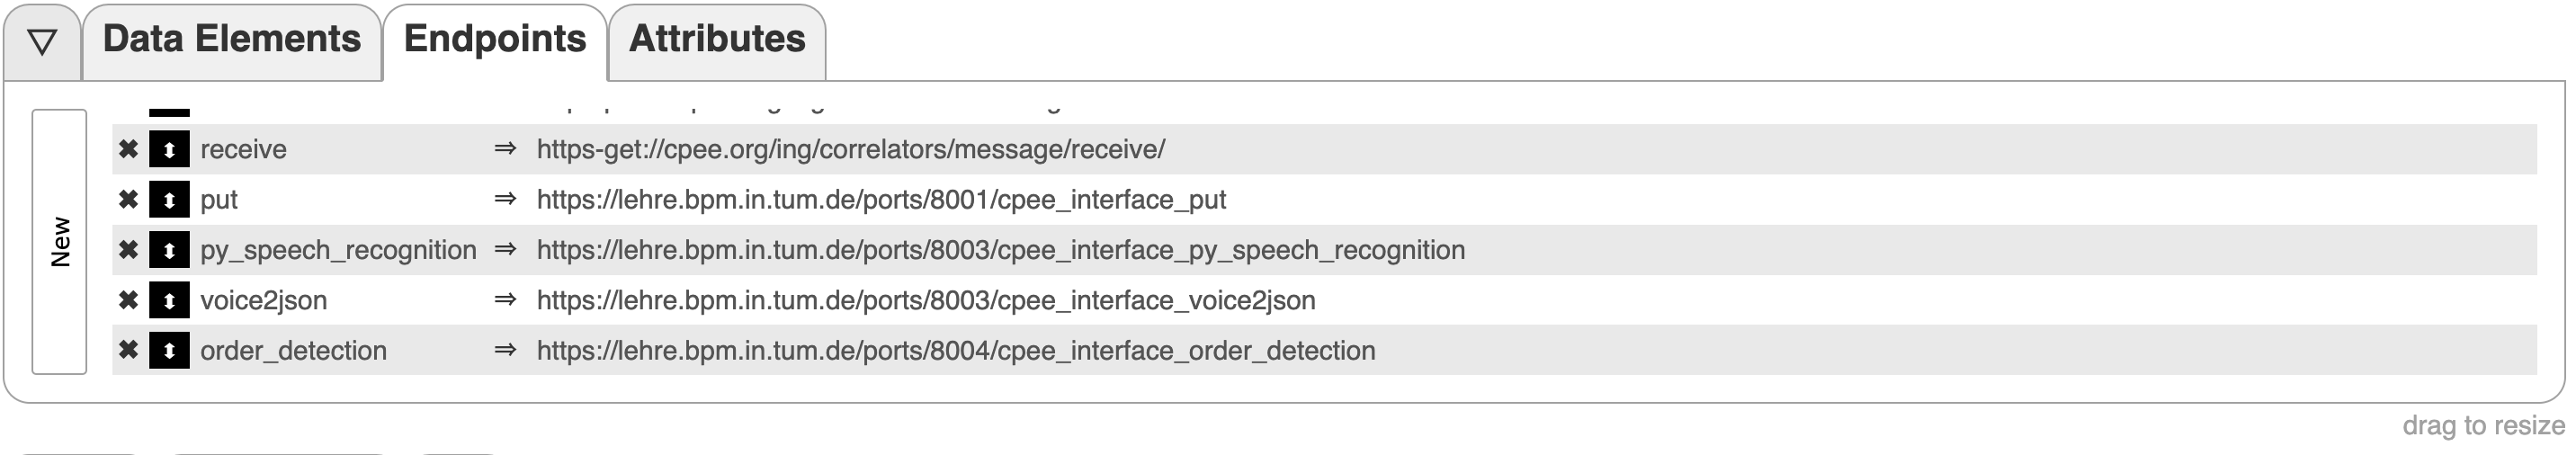 ▽ Data Elements Endpoints Attributes
New
✖ ⬍ receive ⇒ https-get://cpee.org/ing/correlators/message/receive/
✖ ⬍ put ⇒ https://lehre.bpm.in.tum.de/ports/8001/cpee_interface_put
✖ ⬍ py_speech_recognition ⇒ https://lehre.bpm.in.tum.de/ports/8003/cpee_interface_py_speech_recognition
✖ ⬍ voice2json ⇒ https://lehre.bpm.in.tum.de/ports/8003/cpee_interface_voice2json
✖ ⬍ order_detection ⇒ https://lehre.bpm.in.tum.de/ports/8004/cpee_interface_order_detection
drag to resize